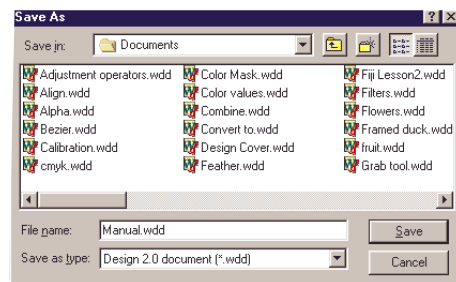 Save As
Save in: Documents
Adjustment operators.wdd Color Mask.wdd Fiji Lesson2.wdd
Align.wdd Color values.wdd Filters.wdd
Alpha.wdd Combine.wdd Flowers.wdd
Bezier.wdd Convert to.wdd Framed duck.wdd
Calibration.wdd Design Cover.wdd fruit.wdd
cmyk.wdd Feather.wdd Grab tool.wdd
File name: Manual.wdd Save
Save as type: Design 2.0 document (*.wdd) Cancel